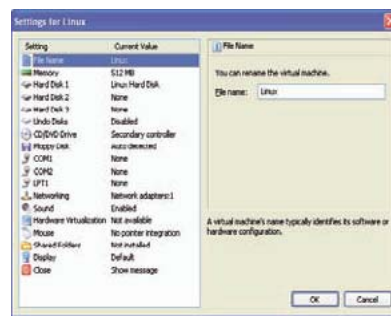 Settings for Linux
Setting Current Value
File Name Linux
Memory 512 MB
Hard Disk 1 Linux Hard Disk
Hard Disk 2 None
Hard Disk 3 None
Undo Disks Disabled
CD/DVD Drive Secondary controller
Floppy Disk Auto detected
COM1 None
COM2 None
LPT1 None
Networking Network adapters:1
Sound Enabled
Hardware Virtualization Not available
Mouse No pointer integration
Shared Folders Not installed
Display Default
Close Show message
File Name
You can rename the virtual machine.
File name: Linux
A virtual machine's name typically identifies its software or
hardware configuration.
OK Cancel